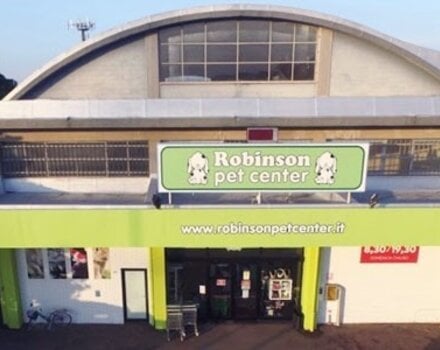 Robinson
pet center
www.robinsonpetcenter.it
8,30/19,30